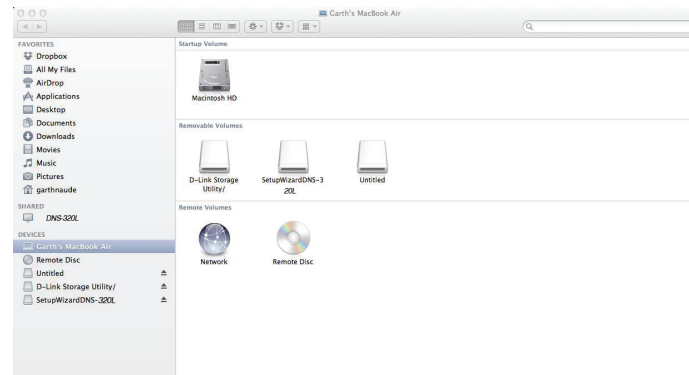 Garth's MacBook Air
FAVORITES
Dropbox
All My Files
AirDrop
Applications
Desktop
Documents
Downloads
Movies
Music
Pictures
garthnaude
SHARED
DNS-320L
DEVICES
Garth's MacBook Air
Remote Disc
Untitled
D-Link Storage Utility/
SetupWizardDNS-320L
Startup Volume
Macintosh HD
Removable Volumes
D-Link Storage
Utility/
SetupWizardDNS-3
20L
Untitled
Remote Volumes
Network
Remote Disc